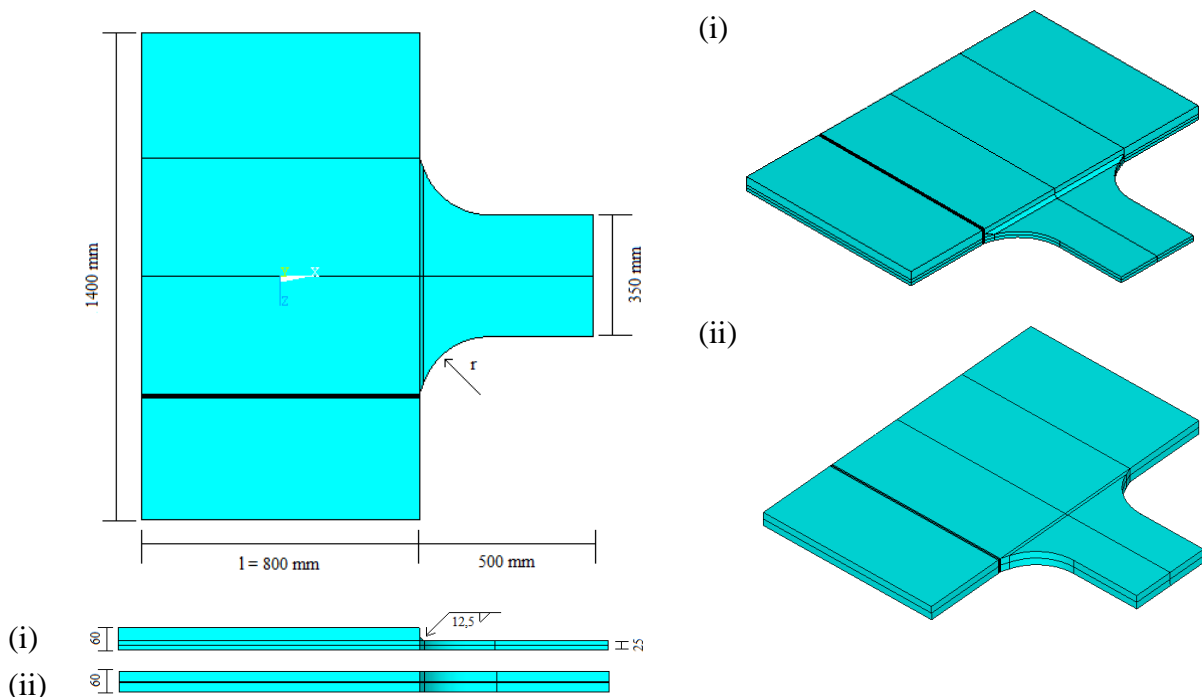 (i)
1400 mm
Y
X
Z
350 mm
r
l = 800 mm
500 mm
(ii)
(i)
60
12,5
25
(ii)
60